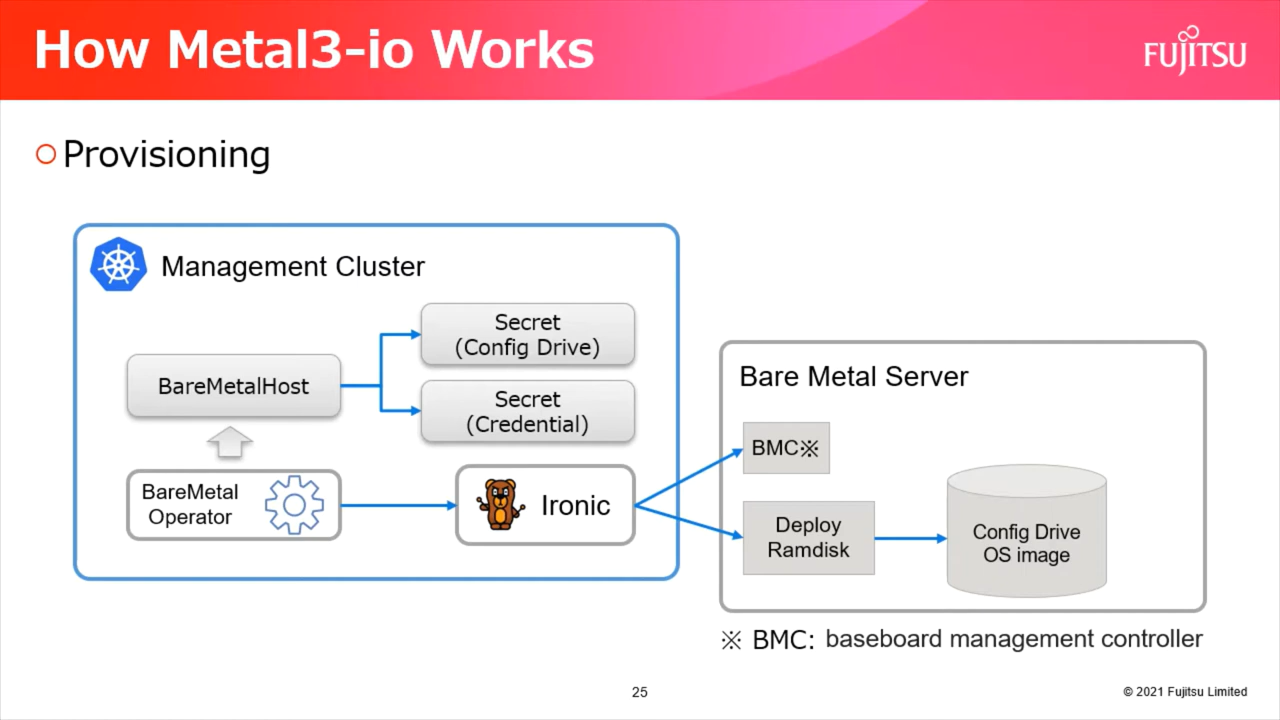 How Metal3-io Works
FUJITSU
Provisioning
Management Cluster
Secret
(Config Drive)
BareMetalHost
Secret
(Credential)
BareMetal
Operator
Ironic
Bare Metal Server
BMC※
Deploy
Ramdisk
Config Drive
OS image
※ BMC: baseboard management controller
25
© 2021 Fujitsu Limited